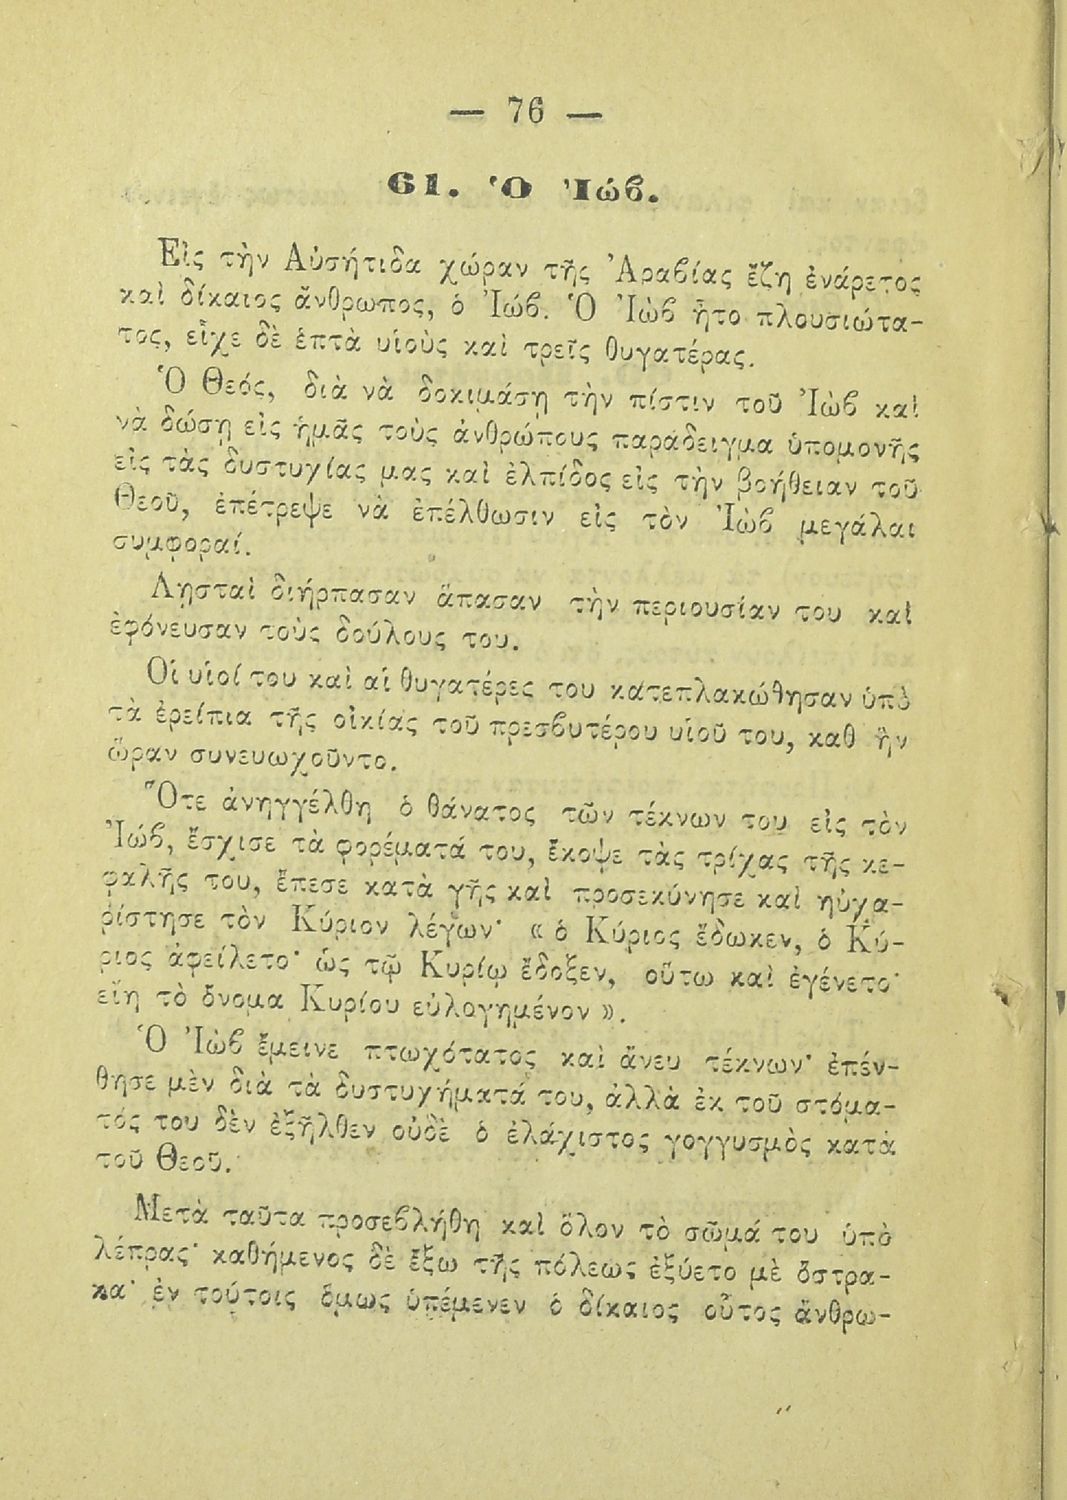 — 76 —
61. Ὁ Ἰώβ.
Εἰς τὴν Αὐσήτιδα χώραν τῆς Ἀραβίας ἔζη ἐνάρετος
καὶ δίκαιος ἄνθρωπος, ὁ Ἰώβ. Ὁ Ἰὼβ ἦτο πλουσιώτα-
τος, εἶχε δὲ ἑπτὰ υἱοὺς καὶ τρεῖς θυγατέρας.
Ὁ Θεός, διὰ νὰ δοκιμάσῃ τὴν πίστιν τοῦ Ἰὼβ καὶ
νὰ δώσῃ εἰς ἡμᾶς τοὺς ἀνθρώπους παράδειγμα ὑπομονῆς
εἰς τὰς δυστυχίας μας καὶ ἐλπίδος εἰς τὴν βοήθειαν τοῦ
Θεοῦ, ἐπέτρεψε νὰ ἐπέλθωσιν εἰς τὸν Ἰὼβ μεγάλαι
συμφοραί.
Λῃσταὶ διήρπασαν ἅπασαν τὴν περιουσίαν του καὶ
ἐφόνευσαν τοὺς δούλους του.
Οἱ υἱοί του καὶ αἱ θυγατέρες του κατεπλακώθησαν ὑπὸ
τὰ ἐρείπια τῆς οἰκίας τοῦ πρεσβυτέρου υἱοῦ του, καθ ἣν
ὥραν συνευωχοῦντο.
Ὅτε ἀνηγγέλθη ὁ θάνατος τῶν τέκνων του εἰς τὸν
Ἰώβ, ἔσχισε τὰ φορέματά του, ἔκοψε τὰς τρίχας τῆς κε-
φαλῆς του, ἔπεσε κατὰ γῆς καὶ προσεκύνησε καὶ ηὐχα-
ρίστησε τὸν Κύριον λέγων· « ὁ Κύριος ἔδωκεν, ὁ Κύ-
ριος ἀφείλετο· ὡς τῷ Κυρίῳ ἔδοξεν, οὕτω καὶ ἐγένετο·
εἴη τὸ ὄνομα Κυρίου εὐλογημένον ».
Ὁ Ἰὼβ ἔμεινε πτωχότατος καὶ ἄνευ τέκνων· ἐπέν-
θησε μὲν διὰ τὰ δυστυχήματά του, ἀλλὰ ἐκ τοῦ στόμα-
τός του δὲν ἐξῆλθεν οὐδὲ ὁ ἐλάχιστος γογγυσμὸς κατὰ
τοῦ Θεοῦ.
Μετὰ ταῦτα προσεβλήθη καὶ ὅλον τὸ σῶμά του ὑπὸ
λέπρας· καθήμενος δὲ ἔξω τῆς πόλεως ἐξύετο μὲ ὄστρα-
κα· ἐν τούτοις ὅμως ὑπέμενεν ὁ δίκαιος οὗτος ἄνθρω-